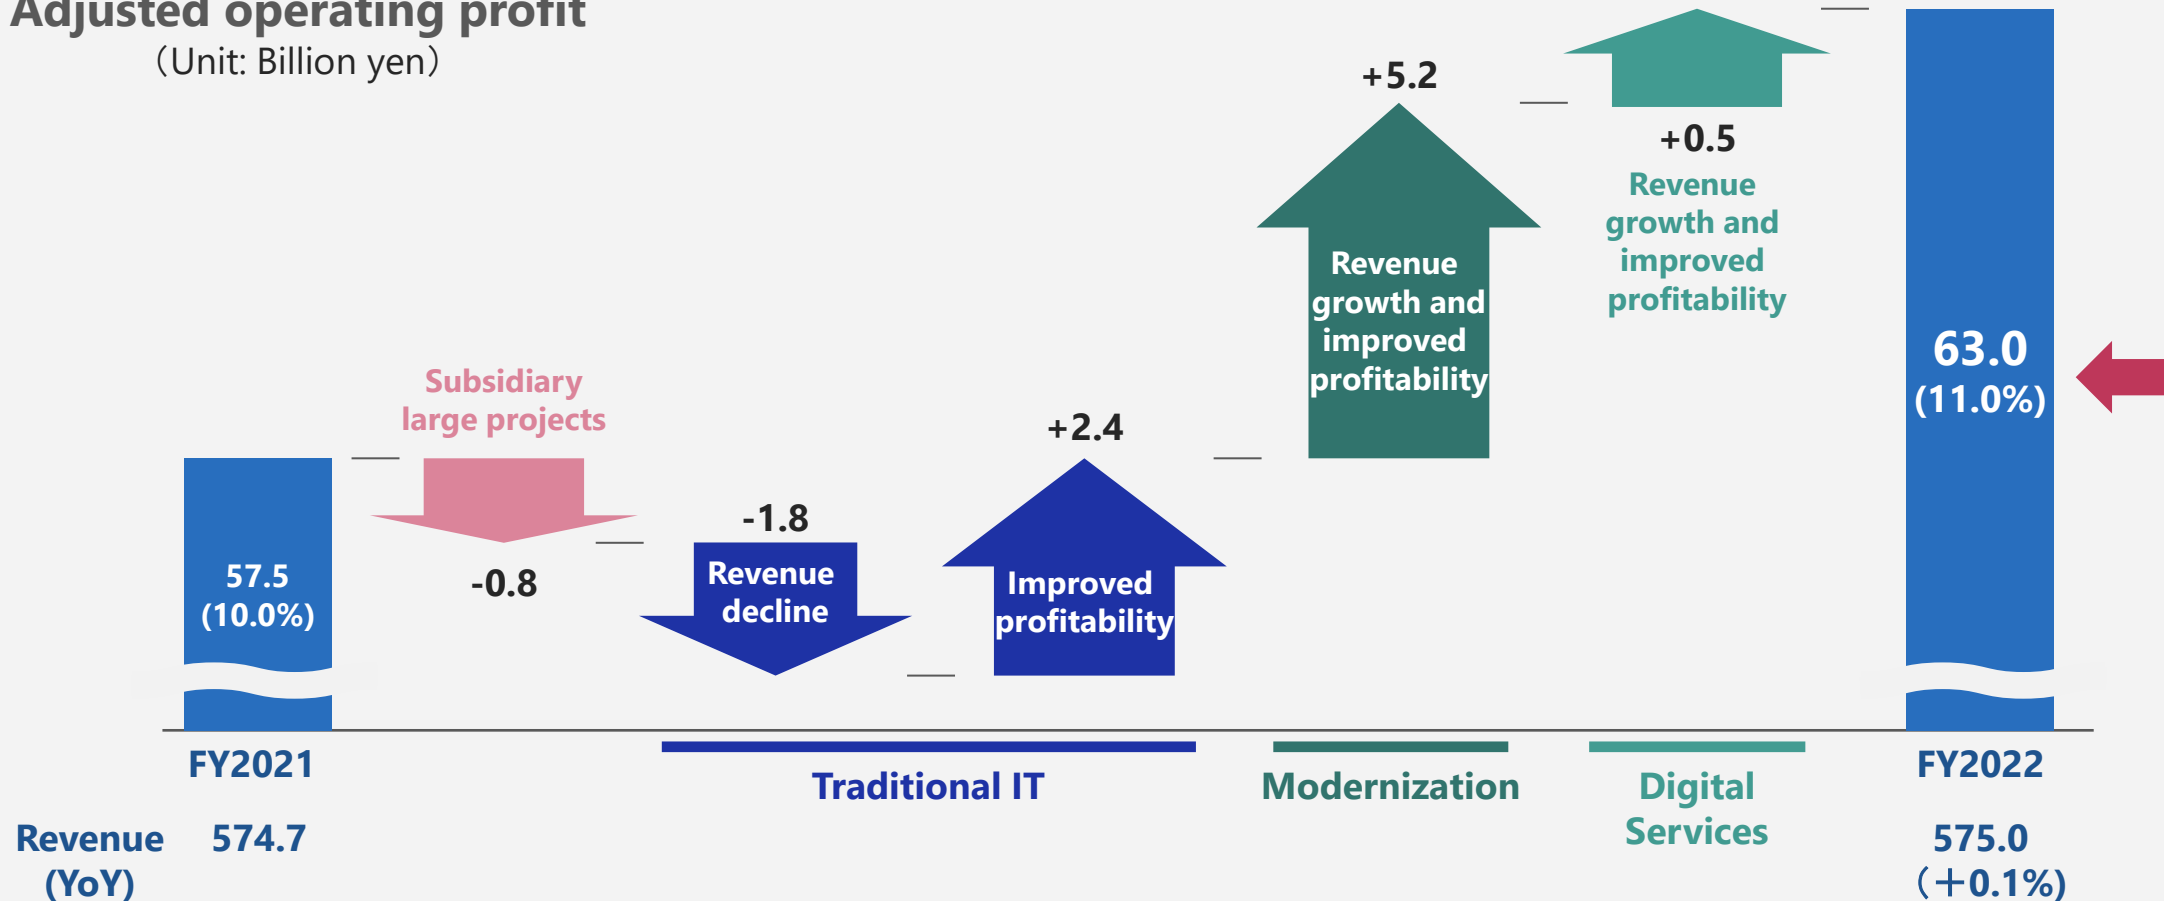 Adjusted operating profit
（Unit: Billion yen）
57.5
(10.0%)
Subsidiary
large projects
-0.8
-1.8
Revenue
decline
+2.4
Improved
profitability
+5.2
Revenue
growth and
improved
profitability
+0.5
Revenue
growth and
improved
profitability
63.0
(11.0%)
FY2021
Traditional IT
Modernization
Digital
Services
FY2022
Revenue
(YoY)
574.7
575.0
（＋0.1%)